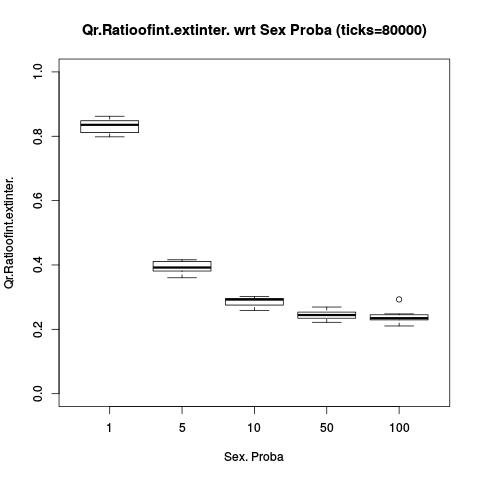 Qr.Ratioofint.extinter. wrt Sex Proba (ticks=80000)
Qr.Ratioofint.extinter.
1.0
0.8
0.6
0.4
0.2
0.0
1 5 10 50 100
Sex. Proba